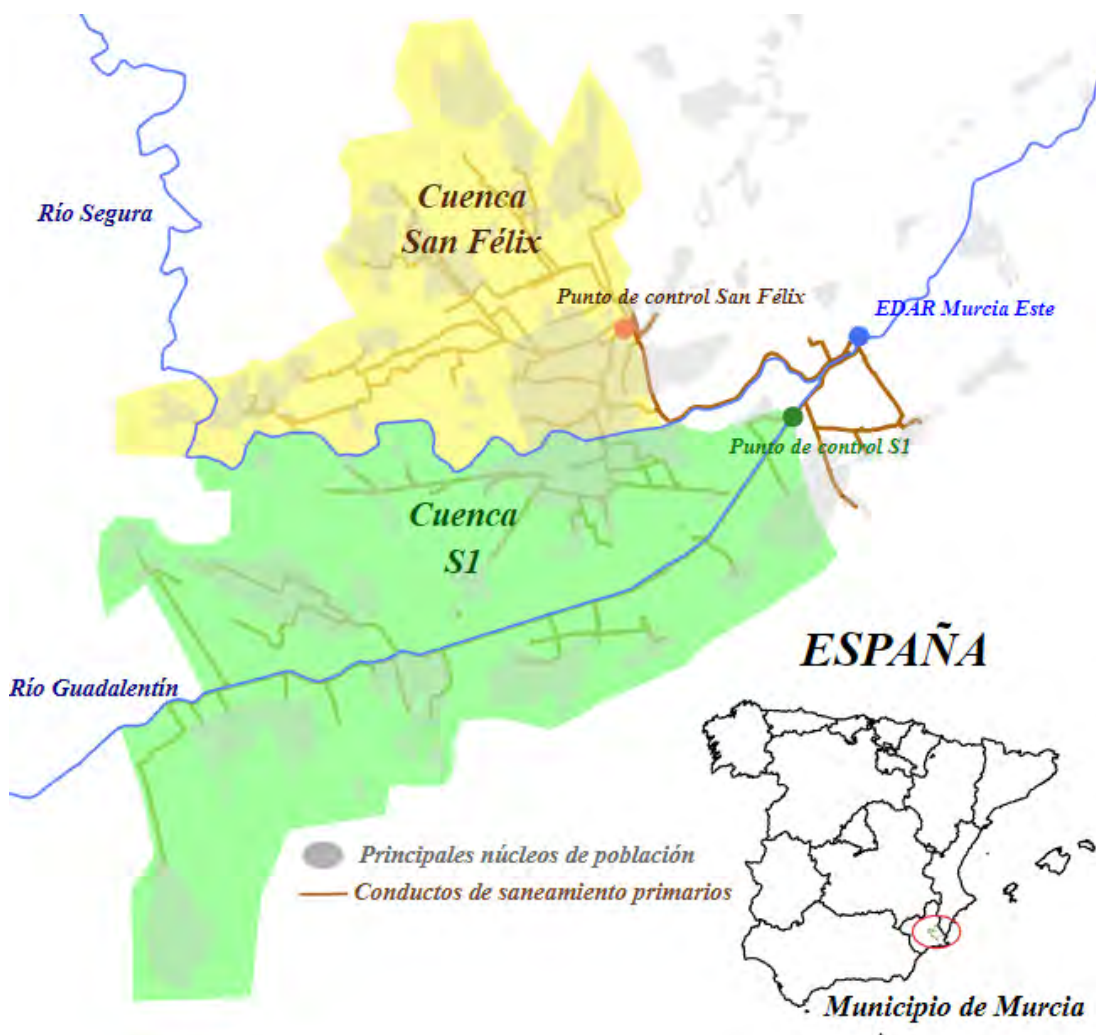 Cuenca
San Félix
Río Segura
Punto de control San Félix
EDAR Murcia Este
Punto de control S1
Cuenca
S1
ESPAÑA
Río Guadalentín
Principales núcleos de población
Conductos de saneamiento primarios
Municipio de Murcia